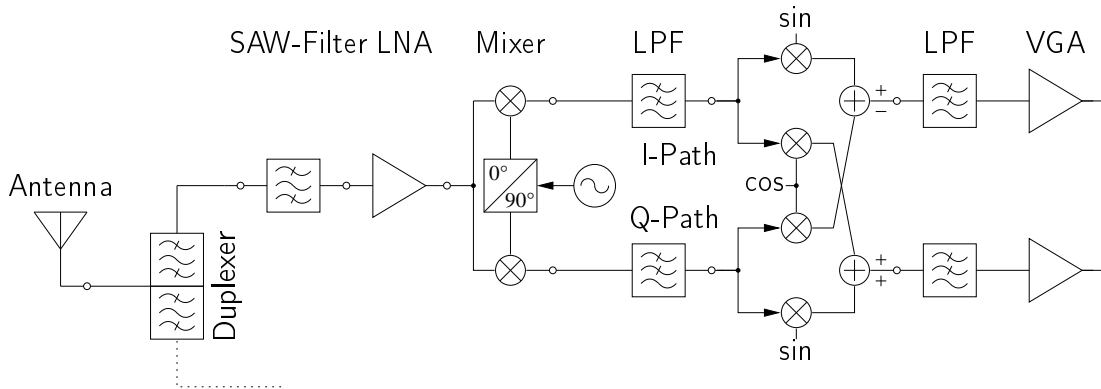 sin
SAW-Filter LNA Mixer LPF LPF VGA
+
−
I-Path
Antenna
0°
90°
cos
Q-Path
Duplexer
+
+
sin